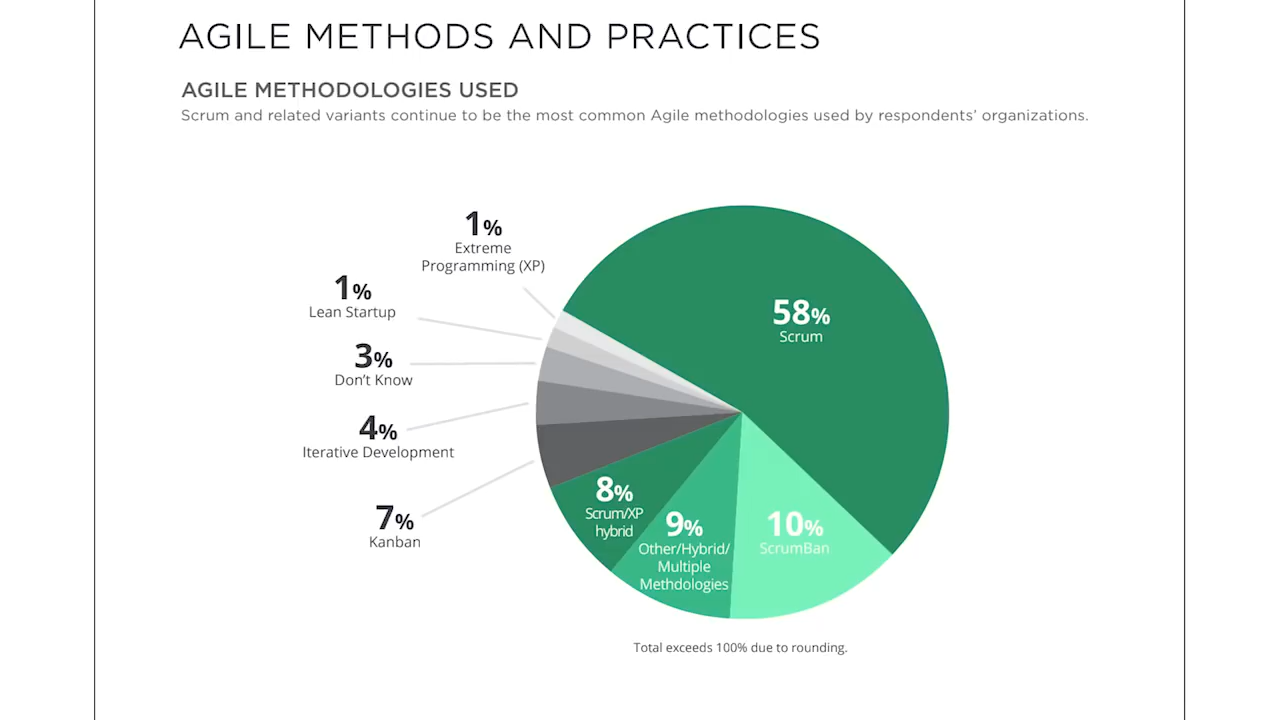 AGILE METHODS AND PRACTICES
AGILE METHODOLOGIES USED
Scrum and related variants continue to be the most common Agile methodologies used by respondents’ organizations.
1%
Extreme
Programming (XP)
1%
Lean Startup
3%
Don’t Know
4%
Iterative Development
7%
Kanban
58%
Scrum
8%
Scrum/XP
hybrid
9%
Other/Hybrid/
Multiple
Methdologies
10%
ScrumBan
Total exceeds 100% due to rounding.